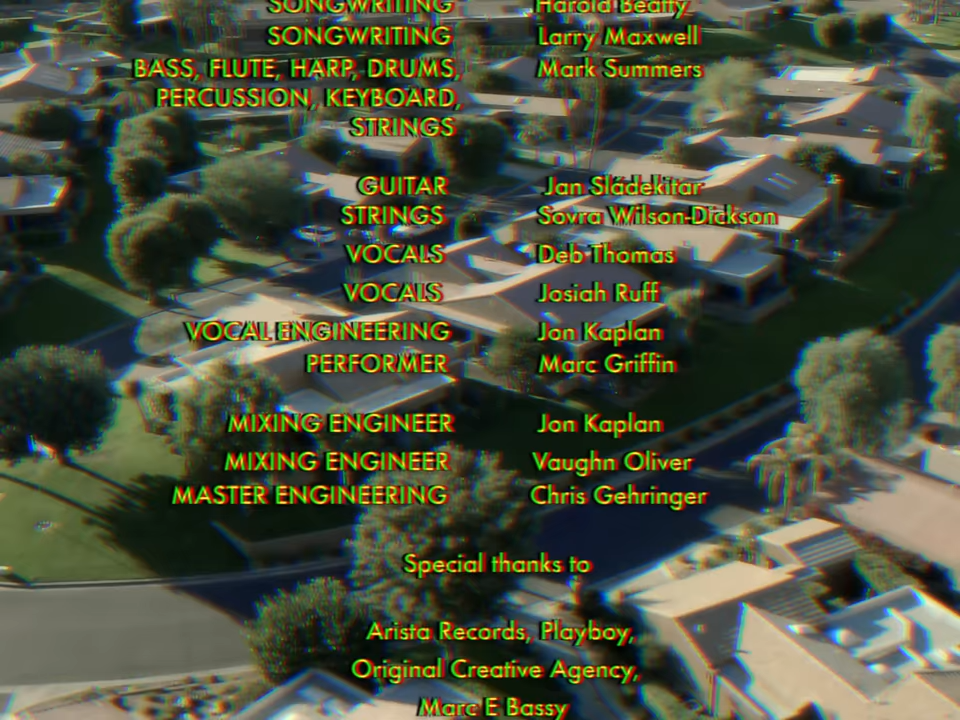 SONGWRITING Harold Beatty
SONGWRITING Larry Maxwell
BASS, FLUTE, HARP, DRUMS, Mark Summers
PERCUSSION, KEYBOARD,
STRINGS
GUITAR Jan Sladekitar
STRINGS Sovra Wilson-Dickson
VOCALS Deb Thomas
VOCALS Josiah Ruff
VOCAL ENGINEERING Jon Kaplan
PERFORMER Marc Griffin
MIXING ENGINEER Jon Kaplan
MIXING ENGINEER Vaughn Oliver
MASTER ENGINEERING Chris Gehringer
Special thanks to
Arista Records, Playboy,
Original Creative Agency,
Marc E Bassy